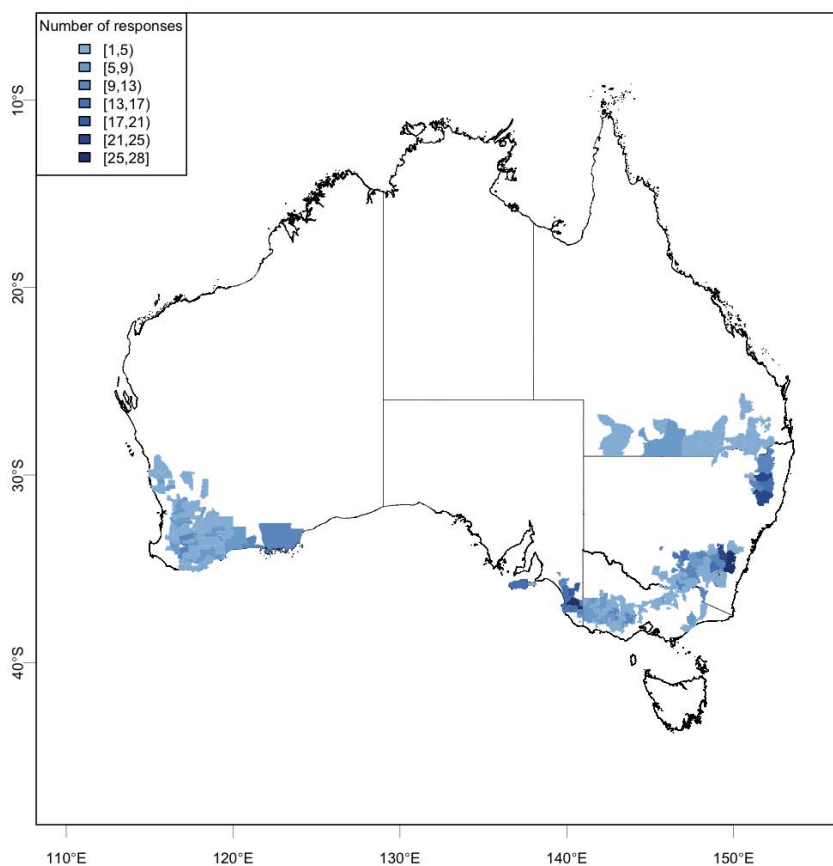 Number of responses
[1,5)
[5,9)
[9,13)
[13,17)
[17,21)
[21,25)
[25,28]
10°S
20°S
30°S
40°S
110°E 120°E 130°E 140°E 150°E